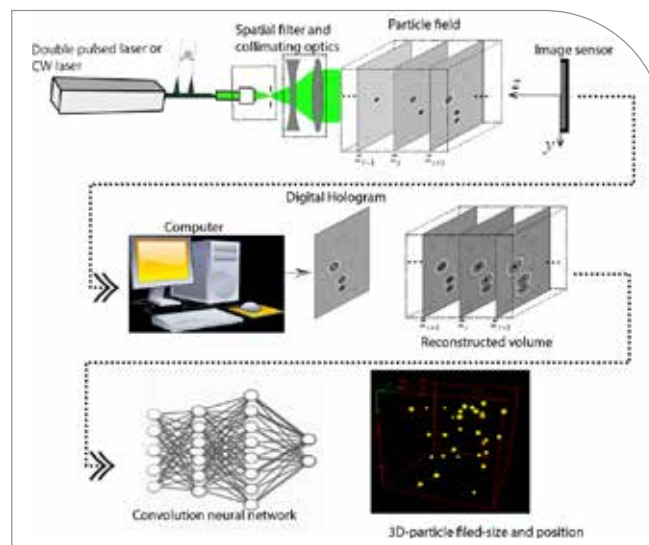 Double pulsed laser or
CW laser
Spatial filter and
collimating optics
Particle field
Image sensor
Digital Hologram
Computer
Reconstructed volume
Convolution neural network
3D-particle filed-size and position